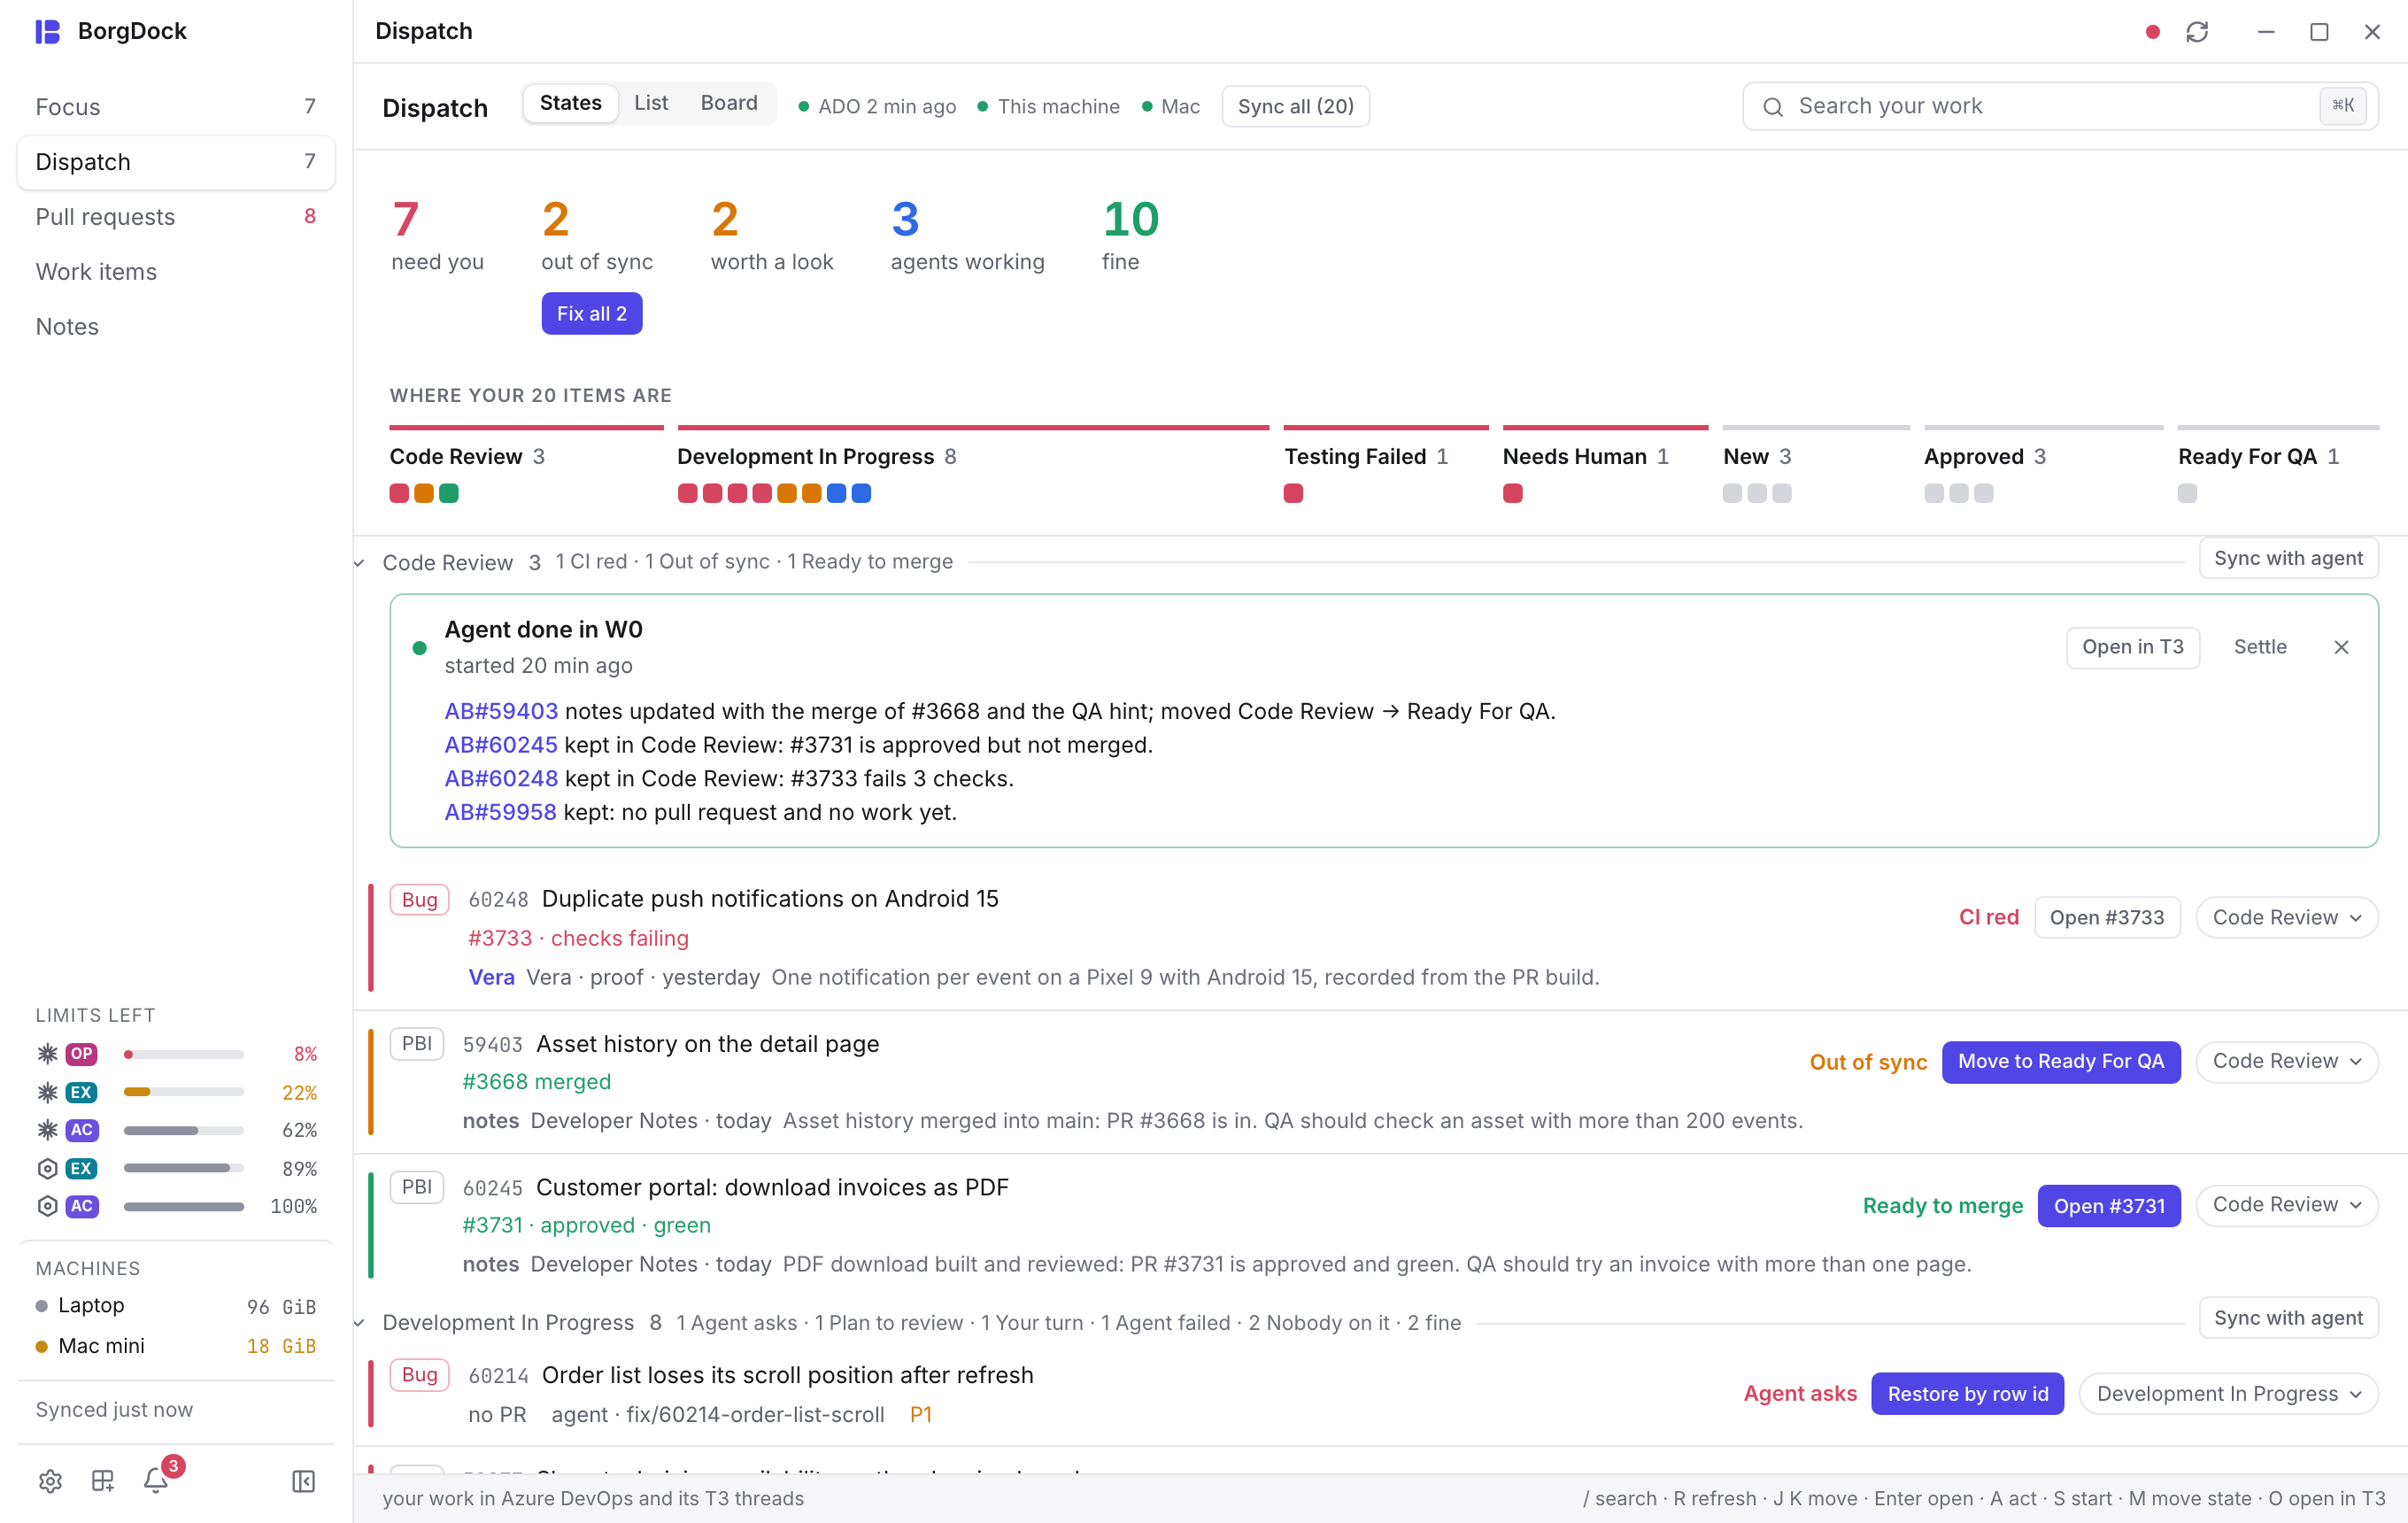 BorgDock
Dispatch
Focus 7
Dispatch 7
Pull requests 8
Work items
Notes
Dispatch States List Board ADO 2 min ago This machine Mac Sync all (20) Search your work ⌘K
7 2 2 3 10
need you out of sync worth a look agents working fine
Fix all 2
WHERE YOUR 20 ITEMS ARE
Code Review 3 Development In Progress 8 Testing Failed 1 Needs Human 1 New 3 Approved 3 Ready For QA 1
Code Review 3 1 CI red · 1 Out of sync · 1 Ready to merge Sync with agent
Agent done in W0
started 20 min ago
Open in T3 Settle
AB#59403 notes updated with the merge of #3668 and the QA hint; moved Code Review → Ready For QA.
AB#60245 kept in Code Review: #3731 is approved but not merged.
AB#60248 kept in Code Review: #3733 fails 3 checks.
AB#59958 kept: no pull request and no work yet.
Bug 60248 Duplicate push notifications on Android 15
CI red Open #3733 Code Review
#3733 · checks failing
Vera Vera · proof · yesterday One notification per event on a Pixel 9 with Android 15, recorded from the PR build.
PBI 59403 Asset history on the detail page
Out of sync Move to Ready For QA Code Review
#3668 merged
notes Developer Notes · today Asset history merged into main: PR #3668 is in. QA should check an asset with more than 200 events.
PBI 60245 Customer portal: download invoices as PDF
Ready to merge Open #3731 Code Review
#3731 · approved · green
notes Developer Notes · today PDF download built and reviewed: PR #3731 is approved and green. QA should try an invoice with more than one page.
Development In Progress 8 1 Agent asks · 1 Plan to review · 1 Your turn · 1 Agent failed · 2 Nobody on it · 2 fine Sync with agent
Bug 60214 Order list loses its scroll position after refresh
Agent asks Restore by row id Development In Progress
no PR agent · fix/60214-order-list-scroll P1
LIMITS LEFT
OP 8%
EX 22%
AC 62%
EX 89%
AC 100%
MACHINES
Laptop 96 GiB
Mac mini 18 GiB
Synced just now
3
your work in Azure DevOps and its T3 threads
/ search · R refresh · J K move · Enter open · A act · S start · M move state · O open in T3